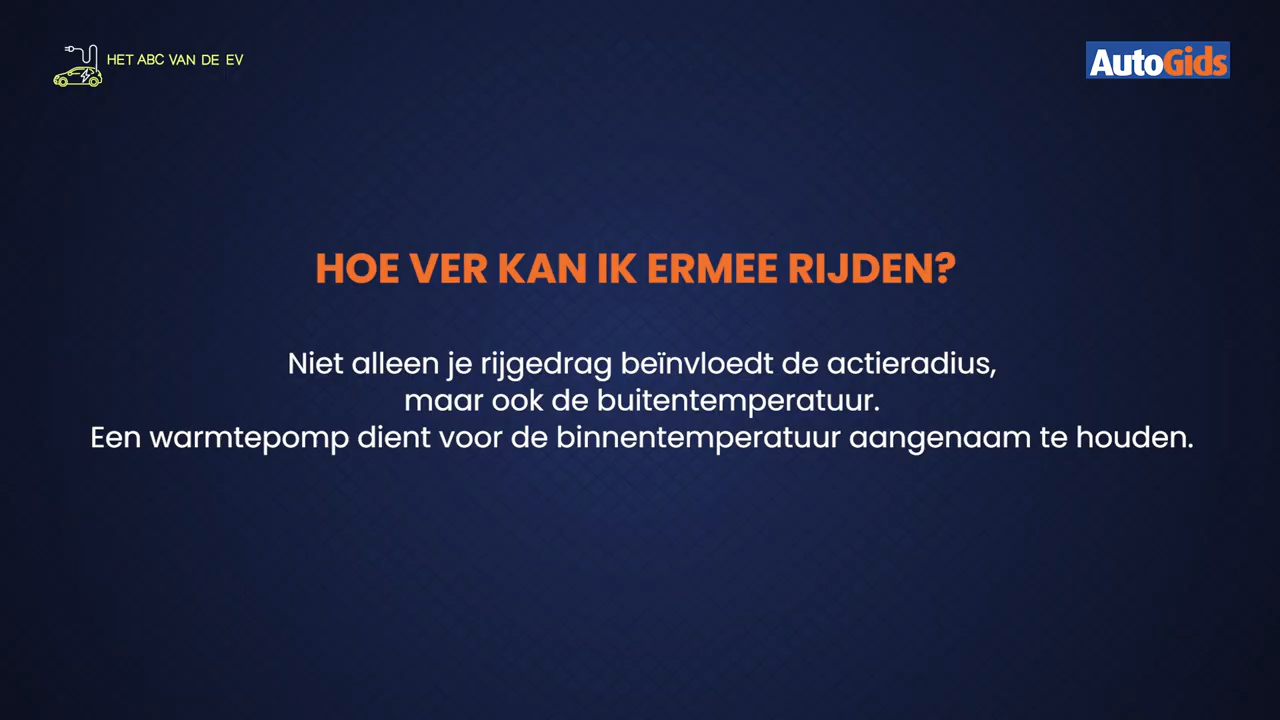 HET ABC VAN DE EV
AutoGids
HOE VER KAN IK ERMEE RIJDEN?
Niet alleen je rijgedrag beïnvloedt de actieradius,
maar ook de buitentemperatuur.
Een warmtepomp dient voor de binnentemperatuur aangenaam te houden.